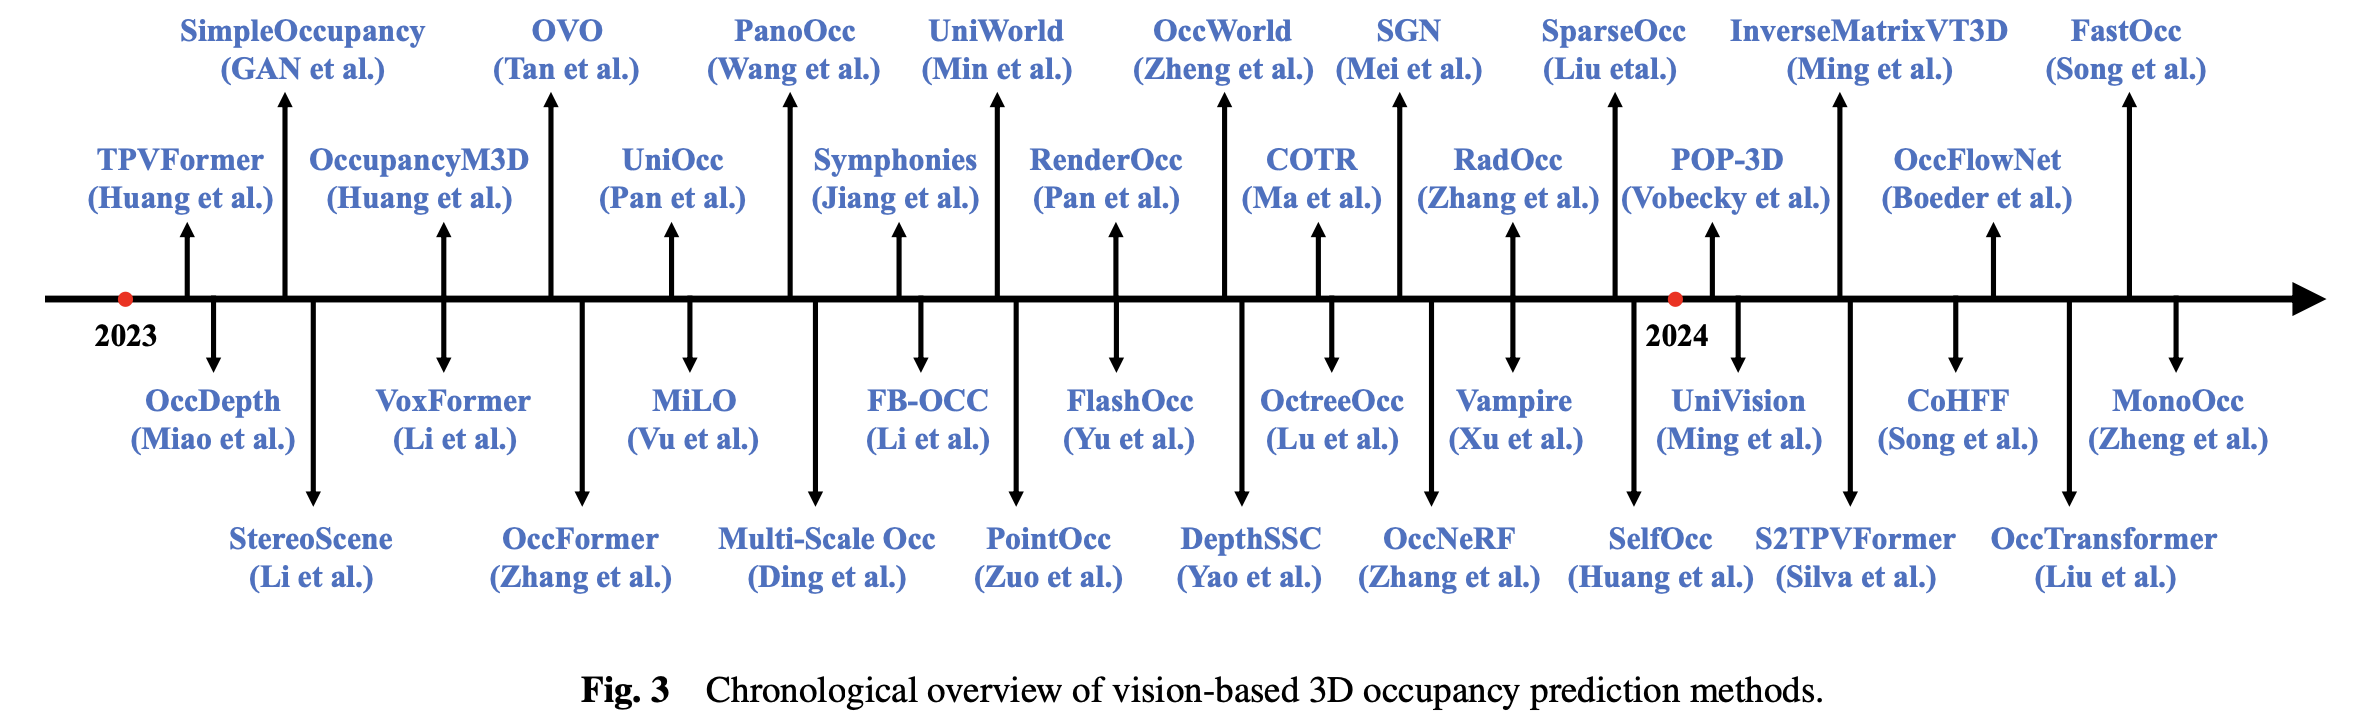 SimpleOccupancy
(GAN et al.)
OVO
(Tan et al.)
PanoOcc
(Wang et al.)
UniWorld
(Min et al.)
OccWorld
(Zheng et al.)
SGN
(Mei et al.)
SparseOcc
(Liu etal.)
InverseMatrixVT3D
(Ming et al.)
FastOcc
(Song et al.)
TPVFormer
(Huang et al.)
OccupancyM3D
(Huang et al.)
UniOcc
(Pan et al.)
Symphonies
(Jiang et al.)
RenderOcc
(Pan et al.)
COTR
(Ma et al.)
RadOcc
(Zhang et al.)
POP-3D
(Vobecky et al.)
OccFlowNet
(Boeder et al.)
2023
2024
OccDepth
(Miao et al.)
VoxFormer
(Li et al.)
MiLO
(Vu et al.)
FB-OCC
(Li et al.)
FlashOcc
(Yu et al.)
OctreeOcc
(Lu et al.)
Vampire
(Xu et al.)
UniVision
(Ming et al.)
CoHFF
(Song et al.)
MonoOcc
(Zheng et al.)
StereoScene
(Li et al.)
OccFormer
(Zhang et al.)
Multi-Scale Occ
(Ding et al.)
PointOcc
(Zuo et al.)
DepthSSC
(Yao et al.)
OccNeRF
(Zhang et al.)
SelfOcc
(Huang et al.)
S2TPVFormer
(Silva et al.)
OccTransformer
(Liu et al.)
Fig. 3 Chronological overview of vision-based 3D occupancy prediction methods.